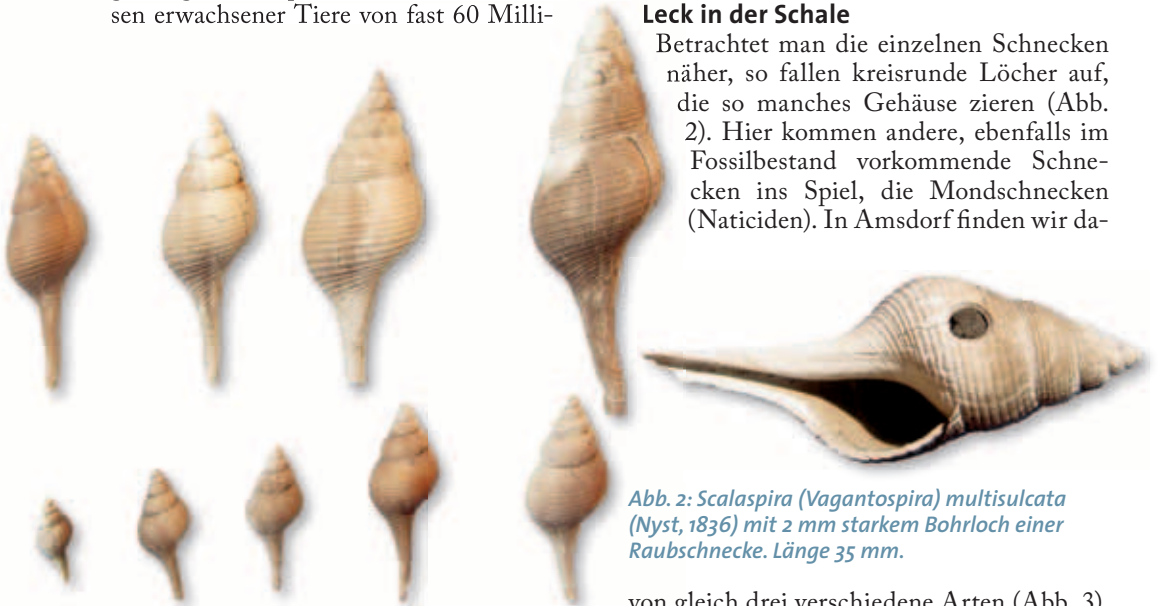 sen erwachsener Tiere von fast 60 Milli-
Leck in der Schale
Betrachtet man die einzelnen Schnecken
näher, so fallen kreisrunde Löcher auf,
die so manches Gehäuse zieren (Abb.
2). Hier kommen andere, ebenfalls im
Fossilbestand vorkommende Schne-
cken ins Spiel, die Mondschnecken
(Naticiden). In Amsdorf finden wir da-
Abb. 2: Scalaspira (Vagantospira) multisulcata
(Nyst, 1836) mit 2 mm starkem Bohrloch einer
Raubschnecke. Länge 35 mm.
von gleich drei verschiedene Arten (Abb. 3)